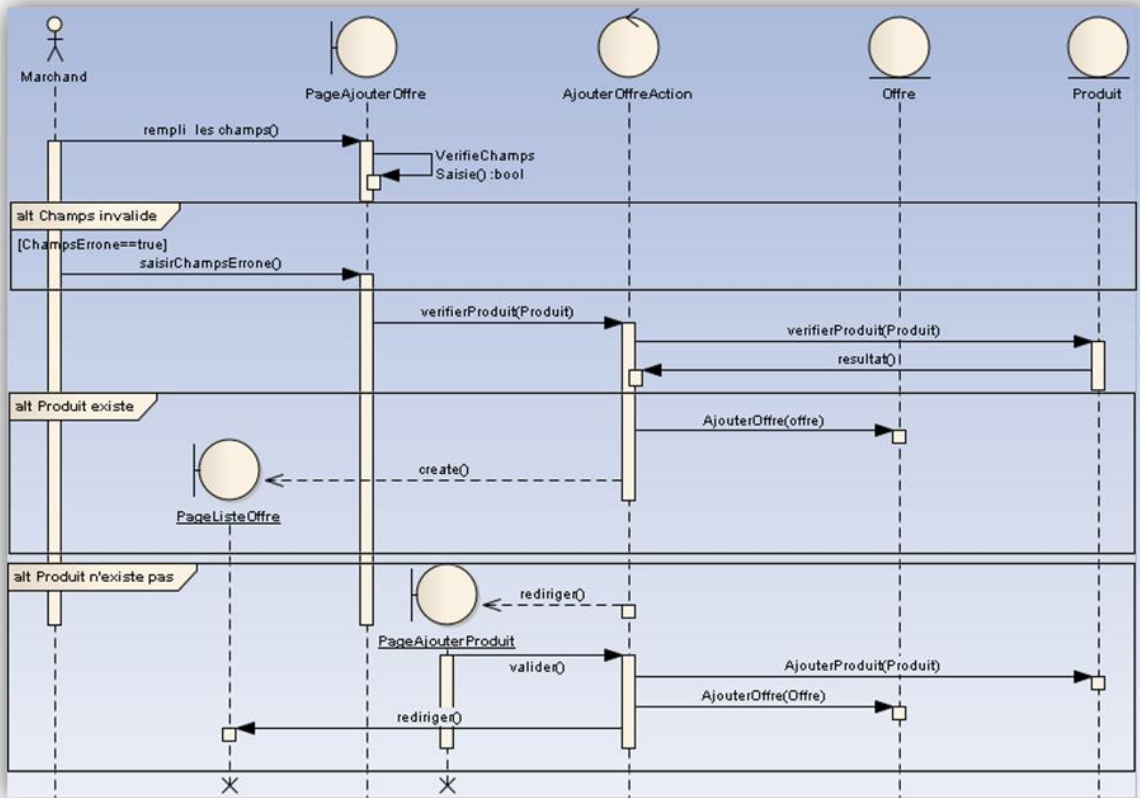 Marchand
PageAjouterOffre
AjouterOffreAction
Offre
Produit
rempli les champs()
VerifieChamps
Saisie() :bool
alt Champs invalide
[ChampsErrone==true]
saisirChampsErrone()
verifierProduit(Produit)
verifierProduit(Produit)
resultat()
alt Produit existe
AjouterOffre(offre)
create()
PageListeOffre
alt Produit n'existe pas
rediriger()
PageAjouterProduit
valider()
AjouterProduit(Produit)
AjouterOffre(Offre)
rediriger()